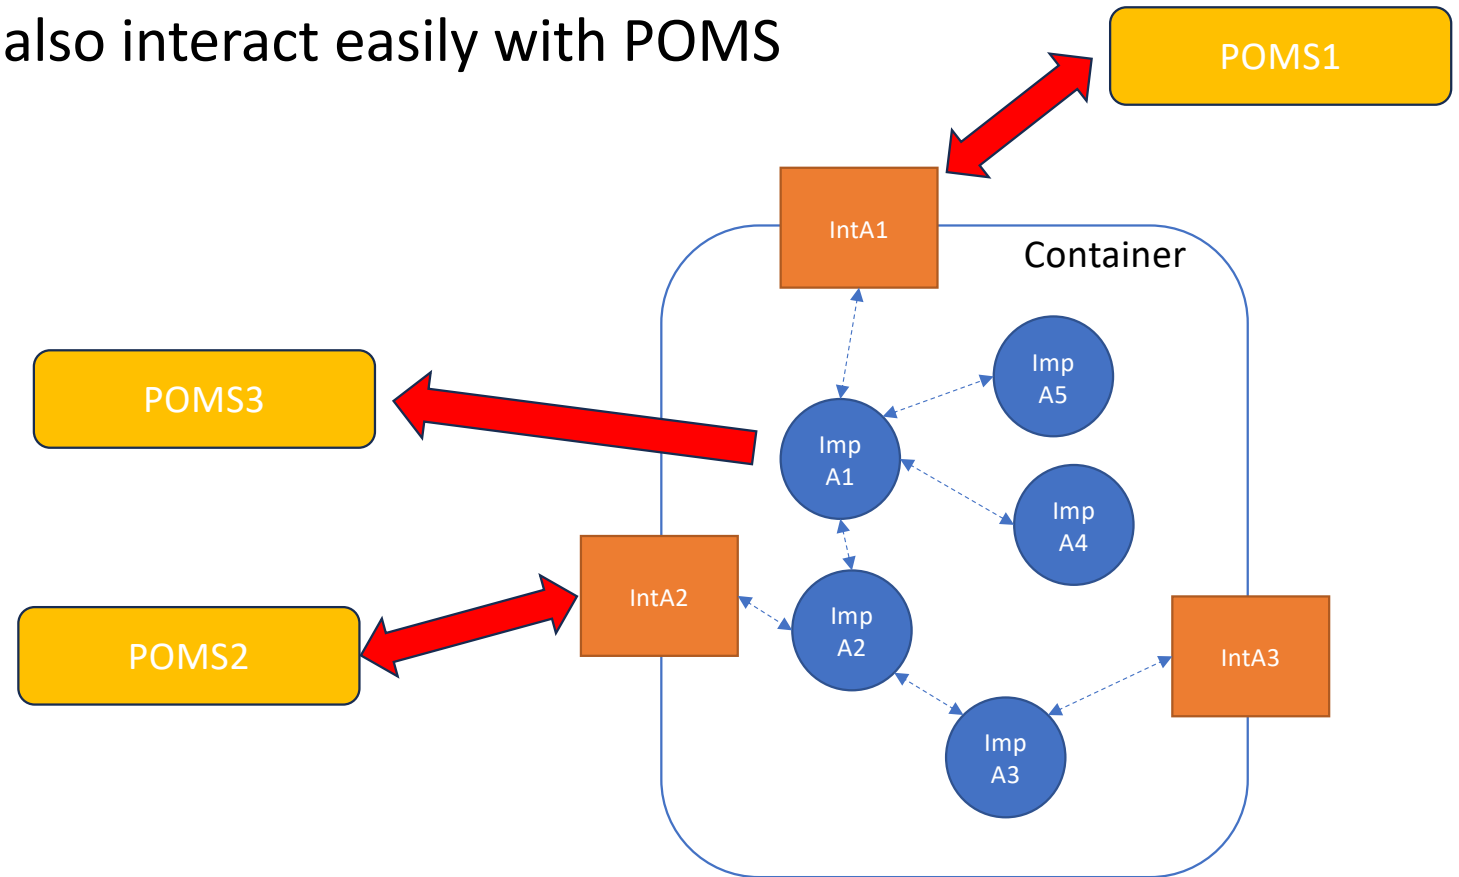 also interact easily with POMS
POMS1
IntA1
Container
Imp
A5
POMS3
Imp
A1
Imp
A4
IntA2
Imp
A2
POMS2
IntA3
Imp
A3